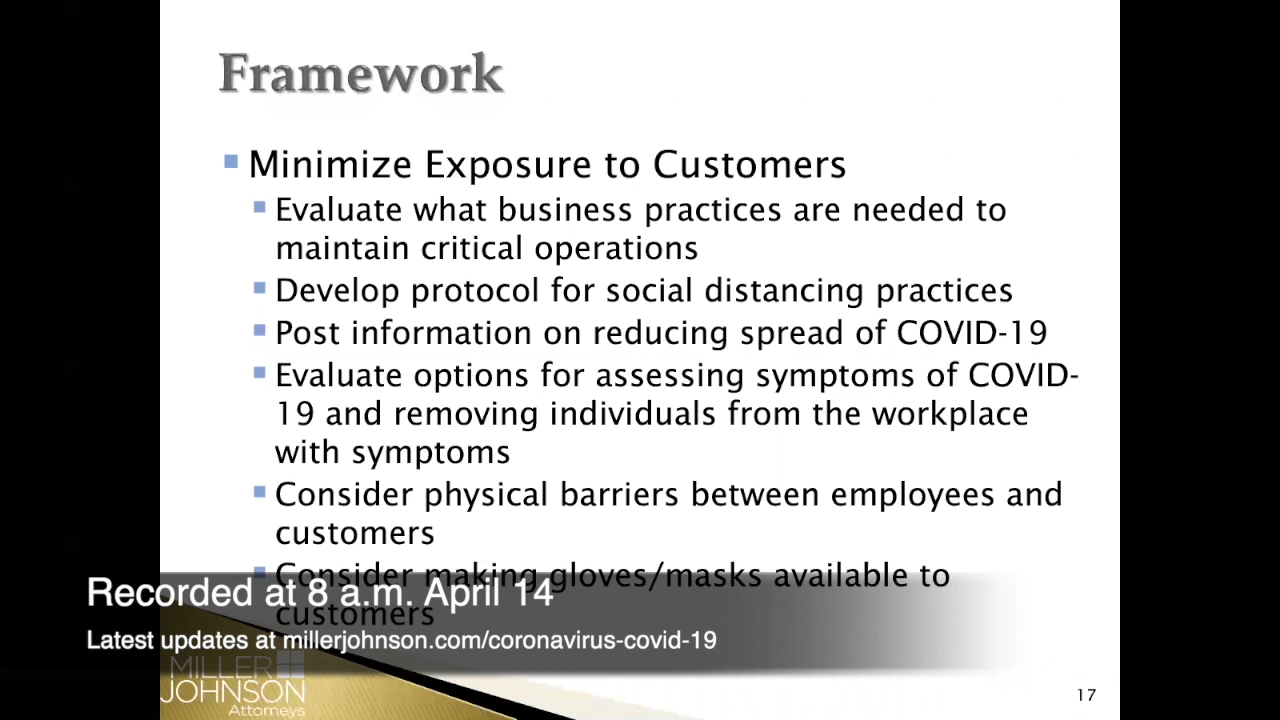 Framework
Minimize Exposure to Customers
Evaluate what business practices are needed to
maintain critical operations
Develop protocol for social distancing practices
Post information on reducing spread of COVID-19
Evaluate options for assessing symptoms of COVID-
19 and removing individuals from the workplace
with symptoms
Consider physical barriers between employees and
customers
Consider making gloves/masks available to
customers
Recorded at 8 a.m. April 14
Latest updates at millerjohnson.com/coronavirus-covid-19
MILLER
JOHNSON
Attorneys
17